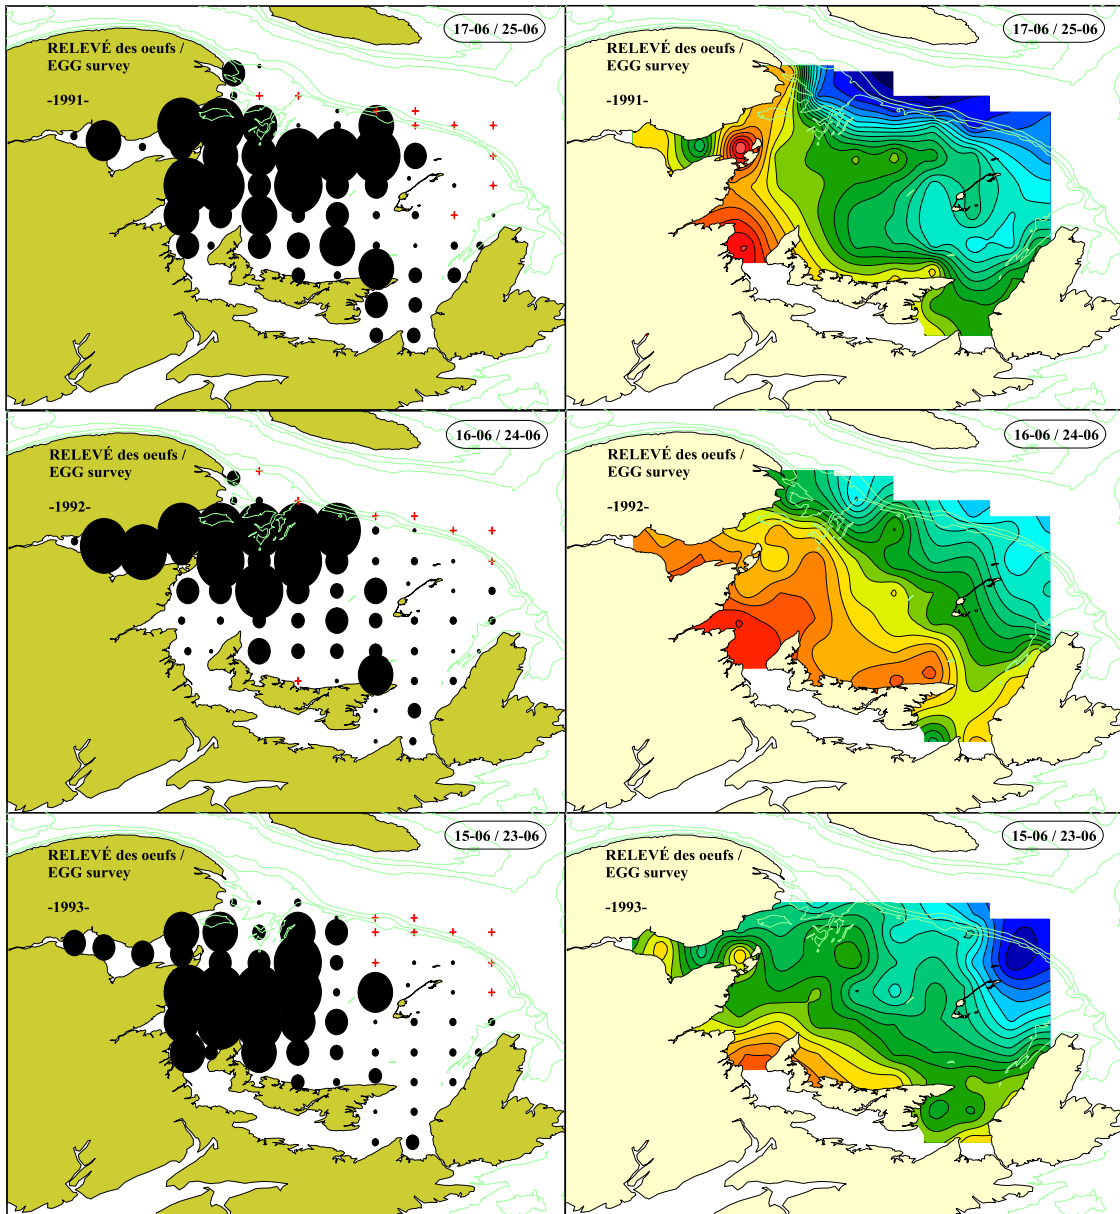 17-06 / 25-06
RELEVÉ des oeufs /
EGG survey
-1991-
17-06 / 25-06
RELEVÉ des oeufs /
EGG survey
-1991-
16-06 / 24-06
RELEVÉ des oeufs /
EGG survey
-1992-
16-06 / 24-06
RELEVÉ des oeufs /
EGG survey
-1992-
15-06 / 23-06
RELEVÉ des oeufs /
EGG survey
-1993-
15-06 / 23-06
RELEVÉ des oeufs /
EGG survey
-1993-